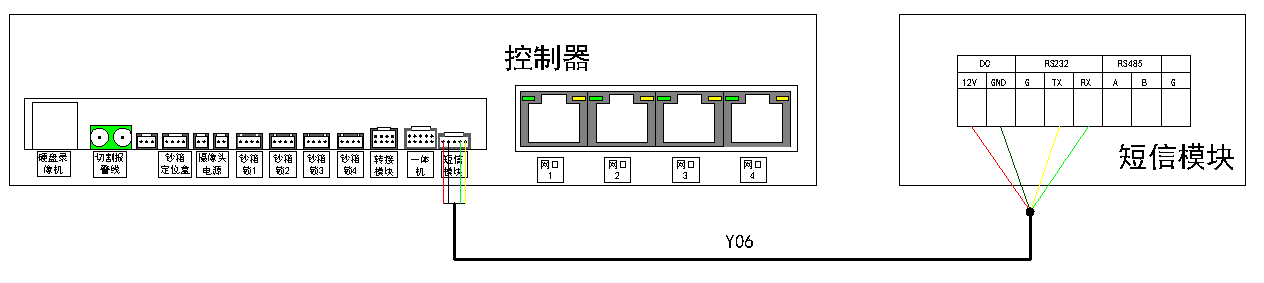 控制器
硬盘录
像机
切割报
警线
钞箱
定位盒
摄像头
电源
钞箱
锁1
钞箱
锁2
钞箱
锁3
钞箱
锁4
转接
模块
一体
机
短信
模块
网口
1
网口
2
网口
3
网口
4
Y06
DC RS232 RS485
12V GND G TX RX A B G
短信模块